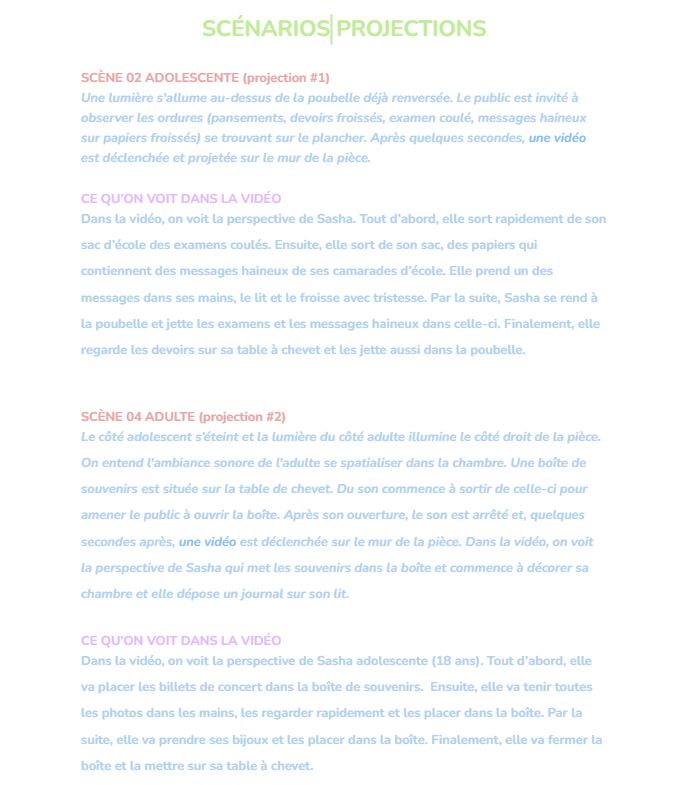 SCÉNARIOS|PROJECTIONS
SCÈNE 02 ADOLESCENTE (projection #1)
Une lumière s'allume au-dessus de la poubelle déjà renversée. Le public est invité à
observer les ordures (pansements, devoirs froissés, examen coulé, messages haineux
sur papiers froissés) se trouvant sur le plancher. Après quelques secondes, une vidéo
est déclenchée et projetée sur le mur de la pièce.
CE QU'ON VOIT DANS LA VIDÉO
Dans la vidéo, on voit la perspective de Sasha. Tout d'abord, elle sort rapidement de son
sac d'école des examens coulés. Ensuite, elle sort de son sac, des papiers qui
contiennent des messages haineux de ses camarades d'école. Elle prend un des
messages dans ses mains, le lit et le froisse avec tristesse. Par la suite, Sasha se rend à
la poubelle et jette les examens et les messages haineux dans celle-ci. Finalement, elle
regarde les devoirs sur sa table à chevet et les jette aussi dans la poubelle.
SCÈNE 04 ADULTE (projection #2)
Le côté adolescent s'éteint et la lumière du côté adulte illumine le côté droit de la pièce.
On entend l'ambiance sonore de l'adulte se spatialiser dans la chambre. Une boîte de
souvenirs est située sur la table de chevet. Du son commence à sortir de celle-ci pour
amener le public à ouvrir la boîte. Après son ouverture, le son est arrêté et, quelques
secondes après, une vidéo est déclenchée sur le mur de la pièce. Dans la vidéo, on voit
la perspective de Sasha qui met les souvenirs dans la boîte et commence à décorer sa
chambre et elle dépose un journal sur son lit.
CE QU'ON VOIT DANS LA VIDÉO
Dans la vidéo, on voit la perspective de Sasha adolescente (18 ans). Tout d'abord, elle
va placer les billets de concert dans la boîte de souvenirs. Ensuite, elle va tenir toutes
les photos dans les mains, les regarder rapidement et les placer dans la boîte. Par la
suite, elle va prendre ses bijoux et les placer dans la boîte. Finalement, elle va fermer la
boîte et la mettre sur sa table à chevet.